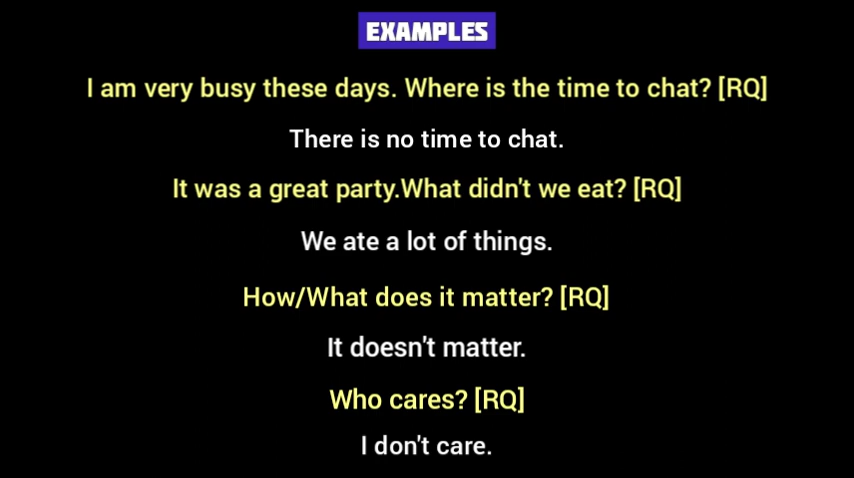 EXAMPLES
I am very busy these days. Where is the time to chat? [RQ]
There is no time to chat.
It was a great party.What didn't we eat? [RQ]
We ate a lot of things.
How/What does it matter? [RQ]
It doesn't matter.
Who cares? [RQ]
I don't care.